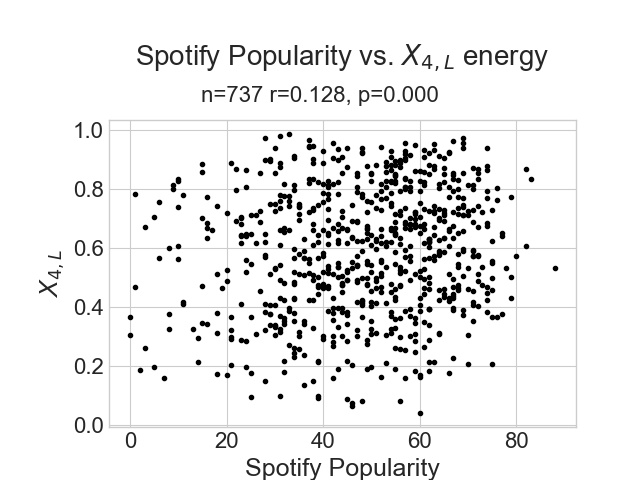 Spotify Popularity vs. X4, L energy
n=737 r=0.128, p=0.000
1.0
0.8
0.6
0.4
0.2
0.0
X4, L
0 20 40 60 80
Spotify Popularity